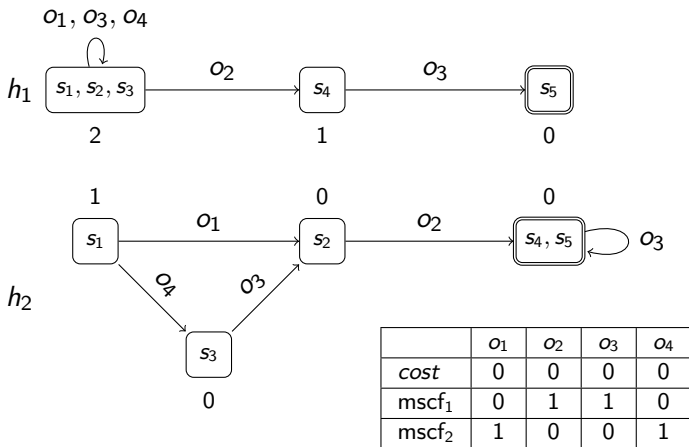 o₁, o₃, o₄
o₂ o₃
h₁ s₁, s₂, s₃ s₄ s₅
2 1 0
1 0 0
o₁ o₂
s₁ s₂ s₄, s₅ o₃
o₄ o₃
h₂
s₃
0
o₁ o₂ o₃ o₄
cost 0 0 0 0
mscf₁ 0 1 1 0
mscf₂ 1 0 0 1